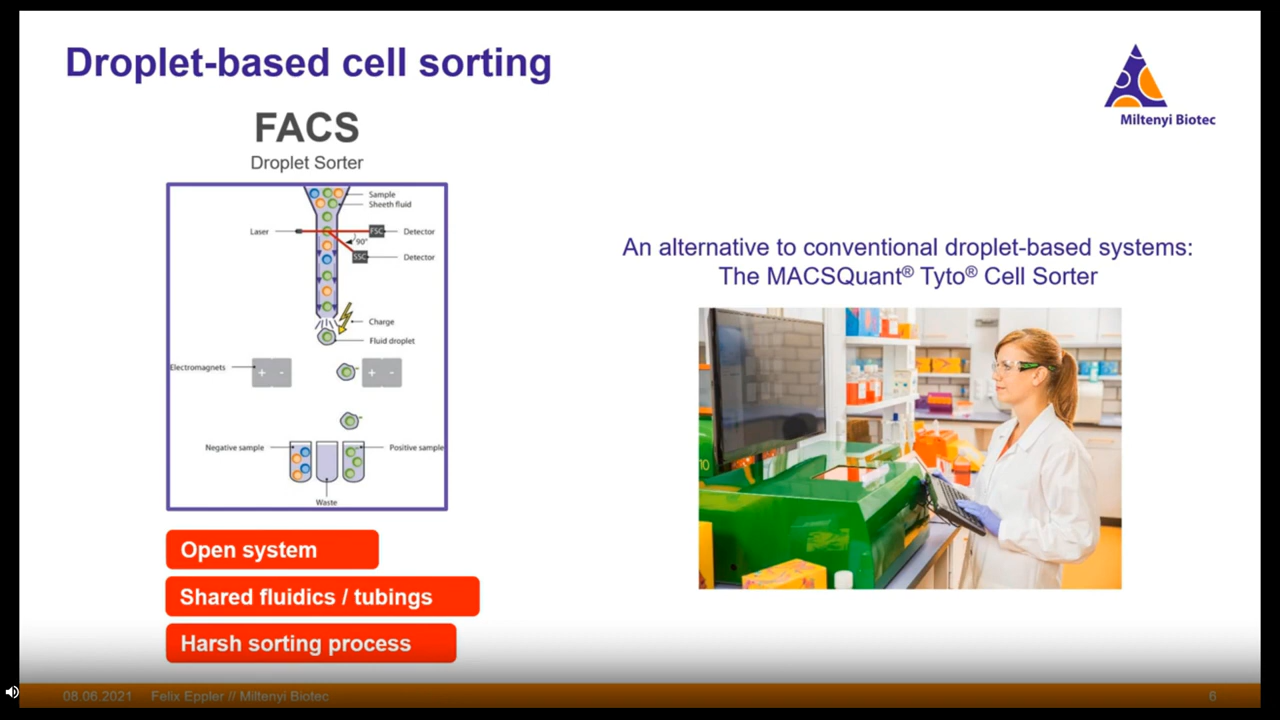 Droplet-based cell sorting
Miltenyi Biotec
FACS
Droplet Sorter
Sample
Sheeth fluid
Laser
FSC
Detector
90°
SSC
Detector
Charge
Fluid droplet
Electromagnets
+ -
-
+ -
-
Negative sample
Positive sample
Waste
Open system
Shared fluidics / tubings
Harsh sorting process
An alternative to conventional droplet-based systems:
The MACSQuant® Tyto® Cell Sorter
10
08.06.2021 Felix Eppler // Miltenyi Biotec
6